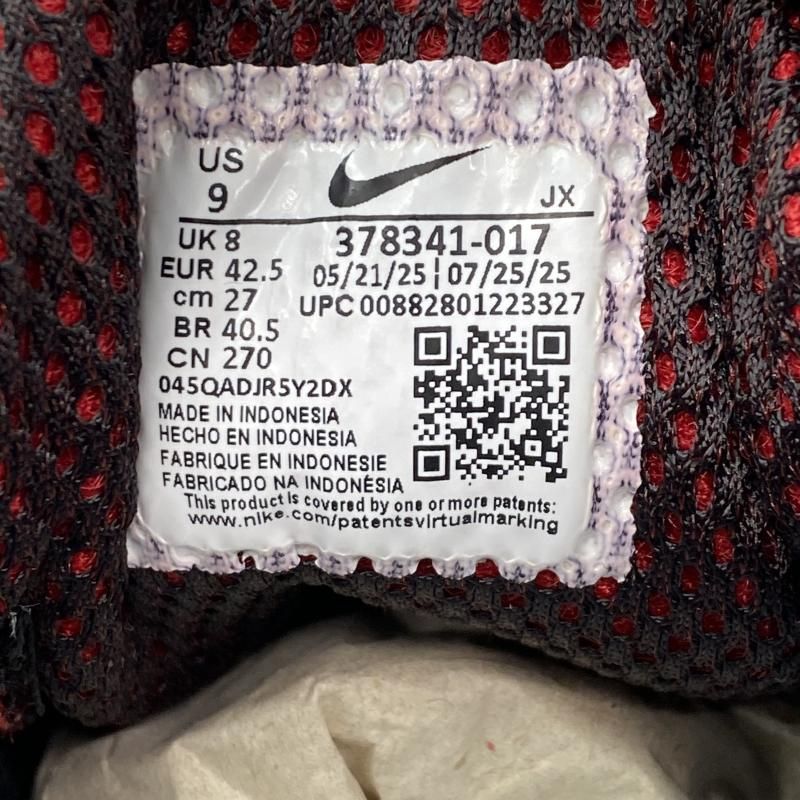 US
9
JX
UK 8
378341-017
EUR 42.5
05/21/25 | 07/25/25
cm 27
UPC 00882801223327
BR 40.5
CN 270
045QADJR5Y2DX
MADE IN INDONESIA
HECHO EN INDONESIA
FABRIQUE EN INDONESIE
FABRICADO NA INDONÉSIA
This product is covered by one or more patents:
www.nike.com/patentsvirtualmarking